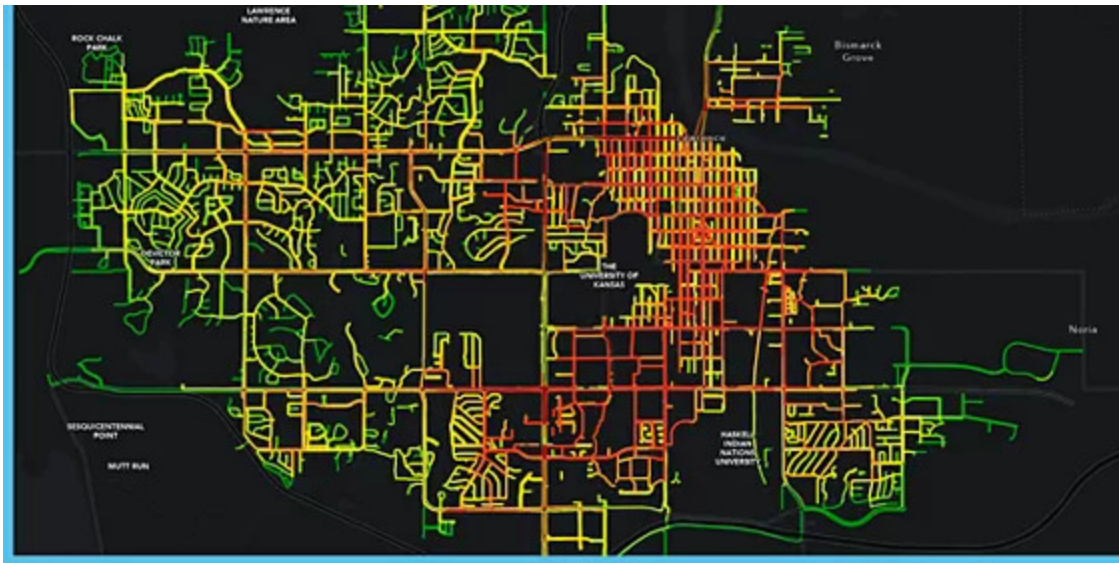 LAWRENCE
NATURE AREA
ROCK CHALK
PARK
Bismarck
Grove
Lawrence
DEVICTOR
PARK
THE
UNIVERSITY OF
KANSAS
Noria
SESQUICENTENNIAL
POINT
MUTT RUN
HASKELL
INDIAN
NATIONS
UNIVERSITY